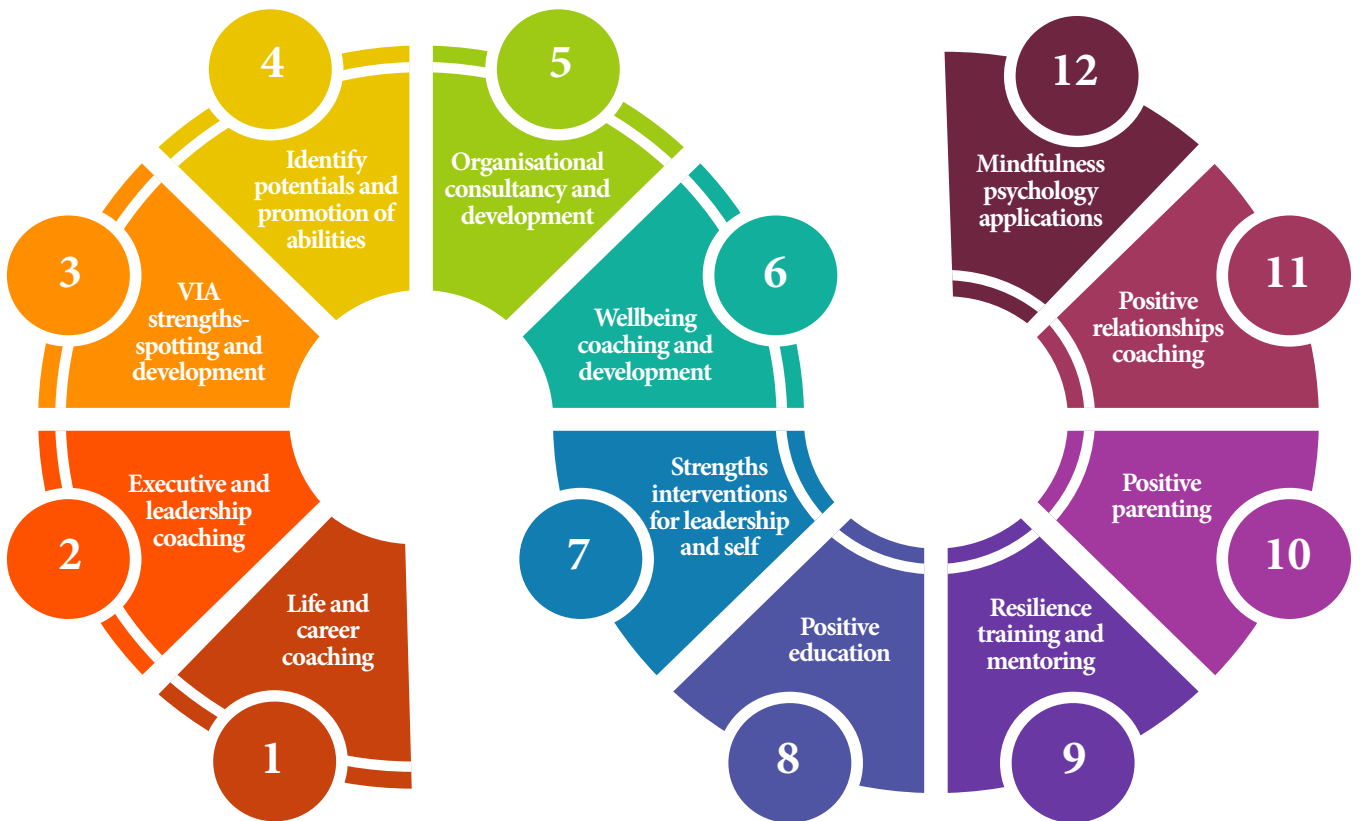 1
Life and
career
coaching
2
Executive and
leadership
coaching
3
VIA
strengths-
spotting and
development
4
Identify
potentials and
promotion of
abilities
5
Organisational
consultancy and
development
6
Wellbeing
coaching and
development
7
Strengths
interventions
for leadership
and self
8
Positive
education
9
Resilience
training and
mentoring
10
Positive
parenting
11
Positive
relationships
coaching
12
Mindfulness
psychology
applications